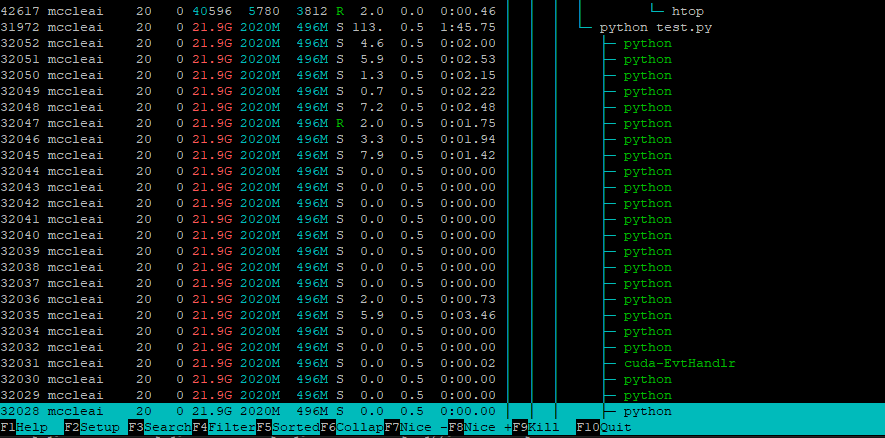 42617 mccleai 20 0 40596 5780 3812 R 2.0 0.0 0:00.46 htop
31972 mccleai 20 0 21.9G 2020M 496M S 113. 0.5 1:45.75 python test.py
32052 mccleai 20 0 21.9G 2020M 496M S 4.6 0.5 0:02.00 python
32051 mccleai 20 0 21.9G 2020M 496M S 5.9 0.5 0:02.53 python
32050 mccleai 20 0 21.9G 2020M 496M S 1.3 0.5 0:02.15 python
32049 mccleai 20 0 21.9G 2020M 496M S 0.7 0.5 0:02.22 python
32048 mccleai 20 0 21.9G 2020M 496M S 7.2 0.5 0:02.48 python
32047 mccleai 20 0 21.9G 2020M 496M R 2.0 0.5 0:01.75 python
32046 mccleai 20 0 21.9G 2020M 496M S 3.3 0.5 0:01.94 python
32045 mccleai 20 0 21.9G 2020M 496M S 7.9 0.5 0:01.42 python
32044 mccleai 20 0 21.9G 2020M 496M S 0.0 0.5 0:00.00 python
32043 mccleai 20 0 21.9G 2020M 496M S 0.0 0.5 0:00.00 python
32042 mccleai 20 0 21.9G 2020M 496M S 0.0 0.5 0:00.00 python
32041 mccleai 20 0 21.9G 2020M 496M S 0.0 0.5 0:00.00 python
32040 mccleai 20 0 21.9G 2020M 496M S 0.0 0.5 0:00.00 python
32039 mccleai 20 0 21.9G 2020M 496M S 0.0 0.5 0:00.00 python
32038 mccleai 20 0 21.9G 2020M 496M S 0.0 0.5 0:00.00 python
32037 mccleai 20 0 21.9G 2020M 496M S 0.0 0.5 0:00.00 python
32036 mccleai 20 0 21.9G 2020M 496M S 2.0 0.5 0:00.73 python
32035 mccleai 20 0 21.9G 2020M 496M S 5.9 0.5 0:03.46 python
32034 mccleai 20 0 21.9G 2020M 496M S 0.0 0.5 0:00.00 python
32032 mccleai 20 0 21.9G 2020M 496M S 0.0 0.5 0:00.00 python
32031 mccleai 20 0 21.9G 2020M 496M S 0.0 0.5 0:00.02 cuda-EvtHandlr
32030 mccleai 20 0 21.9G 2020M 496M S 0.0 0.5 0:00.00 python
32029 mccleai 20 0 21.9G 2020M 496M S 0.0 0.5 0:00.00 python
32028 mccleai 20 0 21.9G 2020M 496M S 0.0 0.5 0:00.00 python
F1Help F2Setup F3SearchF4FilterF5SortedF6CollapF7Nice -F8Nice +F9Kill F10Quit